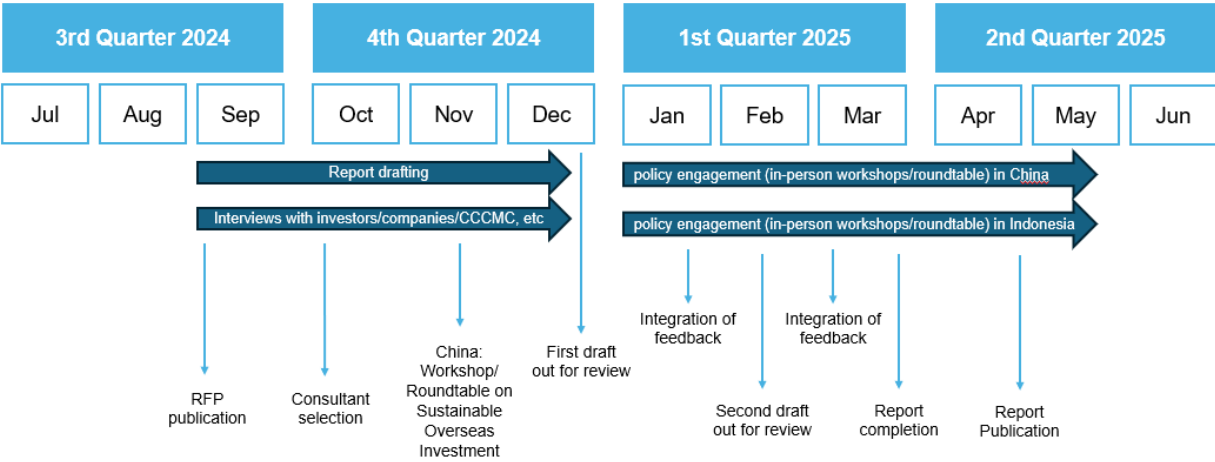 3rd Quarter 2024
4th Quarter 2024
1st Quarter 2025
2nd Quarter 2025
Jul
Aug
Sep
Oct
Nov
Dec
Jan
Feb
Mar
Apr
May
Jun
Report drafting
policy engagement (in-person workshops/roundtable) in China
Interviews with investors/companies/CCCMC, etc
policy engagement (in-person workshops/roundtable) in Indonesia
RFP
publication
Consultant
selection
China:
Workshop/
Roundtable on
Sustainable
Overseas
Investment
First draft
out for review
Integration of
feedback
Second draft
out for review
Integration of
feedback
Report
completion
Report
Publication